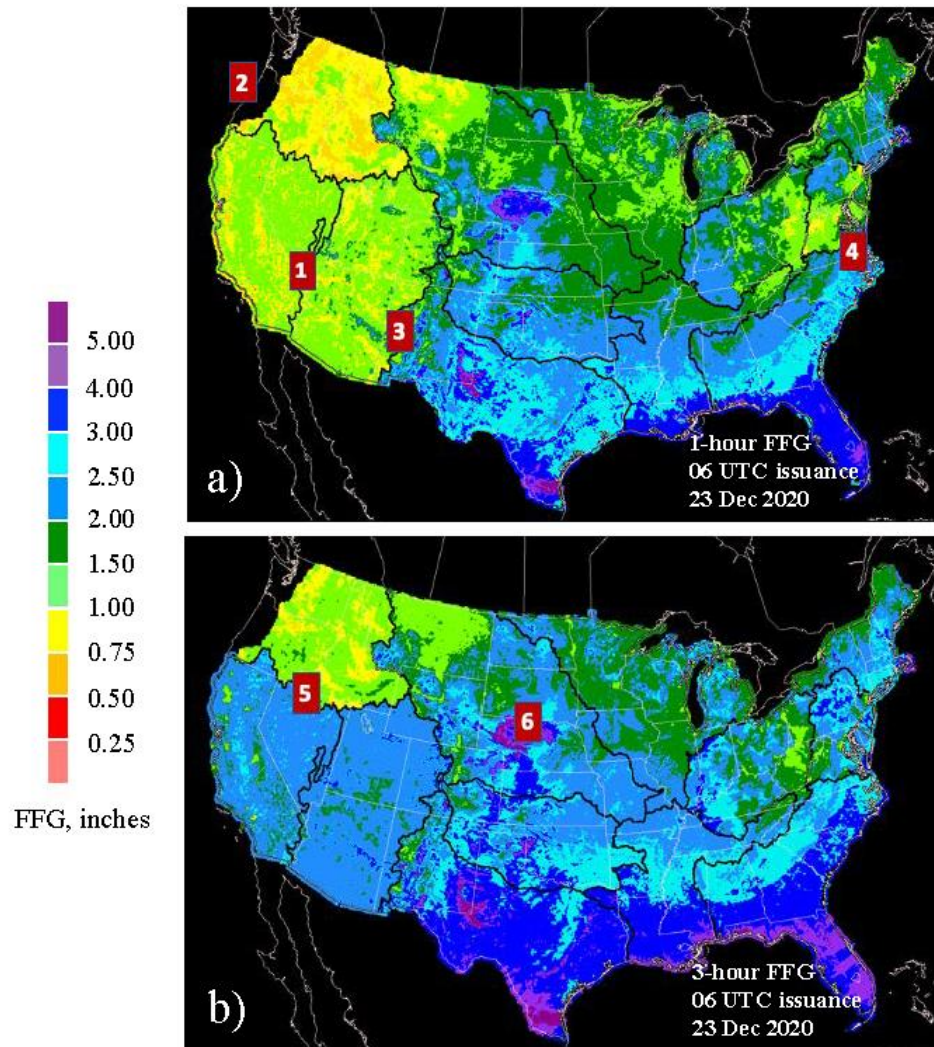 2
1
3
4
a)
1-hour FFG
06 UTC issuance
23 Dec 2020
5.00
4.00
3.00
2.50
2.00
1.50
1.00
0.75
0.50
0.25
FFG, inches
5
6
b)
3-hour FFG
06 UTC issuance
23 Dec 2020